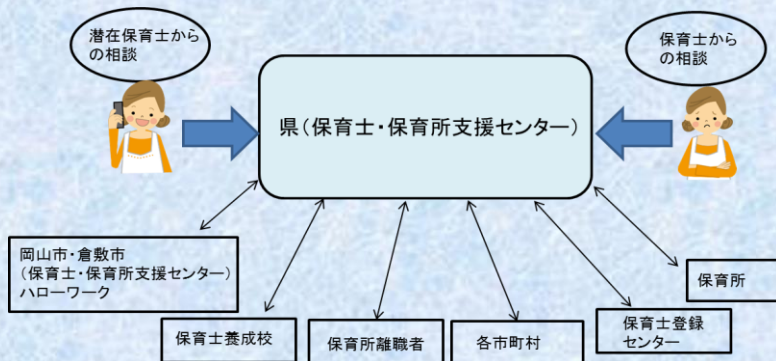 潜在保育士から
の相談
保育士から
の相談
県(保育士・保育所支援センター)
岡山市・倉敷市
(保育士・保育所支援センター)
ハローワーク
保育士養成校
保育所離職者
各市町村
保育士登録
センター
保育所